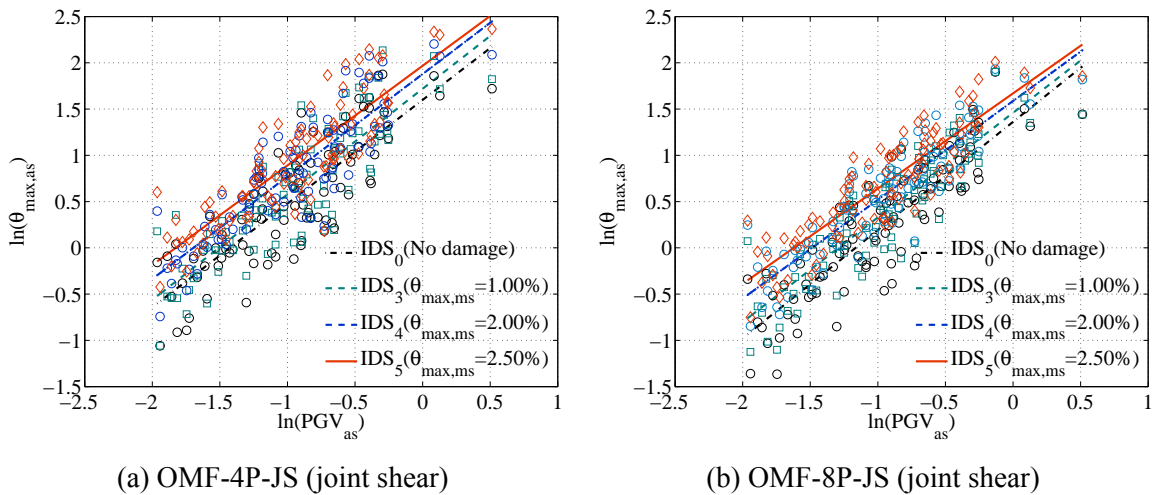 2.5
2
1.5
1
0.5
0
−0.5
−1
−1.5
ln(θmax,as)
−2.5 −2 −1.5 −1 −0.5 0 0.5 1
ln(PGVas)
IDS0(No damage)
IDS3(θmax,ms=1.00%)
IDS4(θmax,ms=2.00%)
IDS5(θmax,ms=2.50%)
(a) OMF-4P-JS (joint shear)
2.5
2
1.5
1
0.5
0
−0.5
−1
−1.5
ln(θmax,as)
−2.5 −2 −1.5 −1 −0.5 0 0.5 1
ln(PGVas)
IDS0(No damage)
IDS3(θmax,ms=1.00%)
IDS4(θmax,ms=2.00%)
IDS5(θmax,ms=2.50%)
(b) OMF-8P-JS (joint shear)